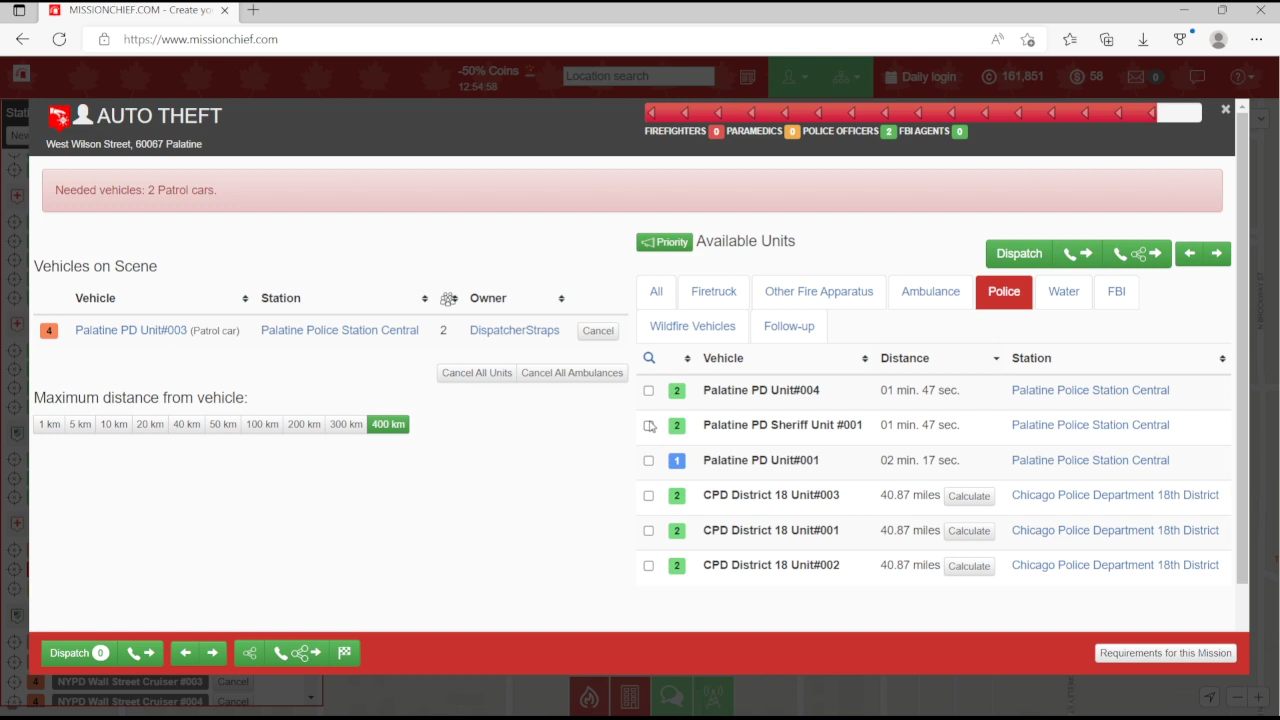 MISSIONCHIEF.COM - Create yo
https://www.missionchief.com
-50% Coins
12:54:58
Location search
Daily login
161,851
58
0
Stati
New
AUTO THEFT
West Wilson Street, 60067 Palatine
FIREFIGHTERS 0 PARAMEDICS 0 POLICE OFFICERS 2 FBI AGENTS 0
Needed vehicles: 2 Patrol cars.
Vehicles on Scene
Vehicle Station Owner
4 Palatine PD Unit#003 (Patrol car) Palatine Police Station Central 2 DispatcherStraps Cancel
Cancel All Units Cancel All Ambulances
Maximum distance from vehicle:
1 km 5 km 10 km 20 km 40 km 50 km 100 km 200 km 300 km 400 km
Priority Available Units
Dispatch
All Firetruck Other Fire Apparatus Ambulance Police Water FBI
Wildfire Vehicles Follow-up
Vehicle Distance Station
2 Palatine PD Unit#004 01 min. 47 sec. Palatine Police Station Central
2 Palatine PD Sheriff Unit #001 01 min. 47 sec. Palatine Police Station Central
1 Palatine PD Unit#001 02 min. 17 sec. Palatine Police Station Central
2 CPD District 18 Unit#003 40.87 miles Calculate Chicago Police Department 18th District
2 CPD District 18 Unit#001 40.87 miles Calculate Chicago Police Department 18th District
2 CPD District 18 Unit#002 40.87 miles Calculate Chicago Police Department 18th District
Dispatch 0
Requirements for this Mission
4 NYPD Wall Street Cruiser #003 Cancel
4 NYPD Wall Street Cruiser #004 Cancel